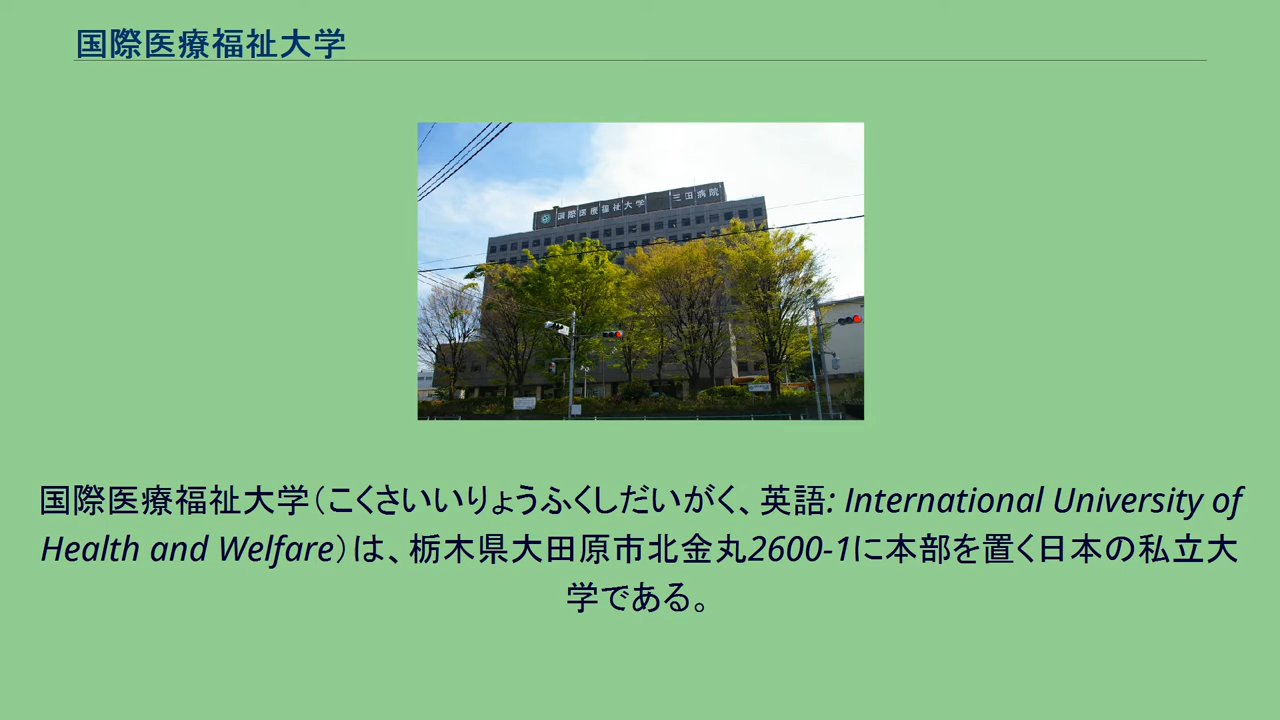 国際医療福祉大学
国際医療福祉大学 三田病院
国際医療福祉大学（こくさいいりょうふくしだいがく、英語: International University of
Health and Welfare）は、栃木県大田原市北金丸2600-1に本部を置く日本の私立大
学である。